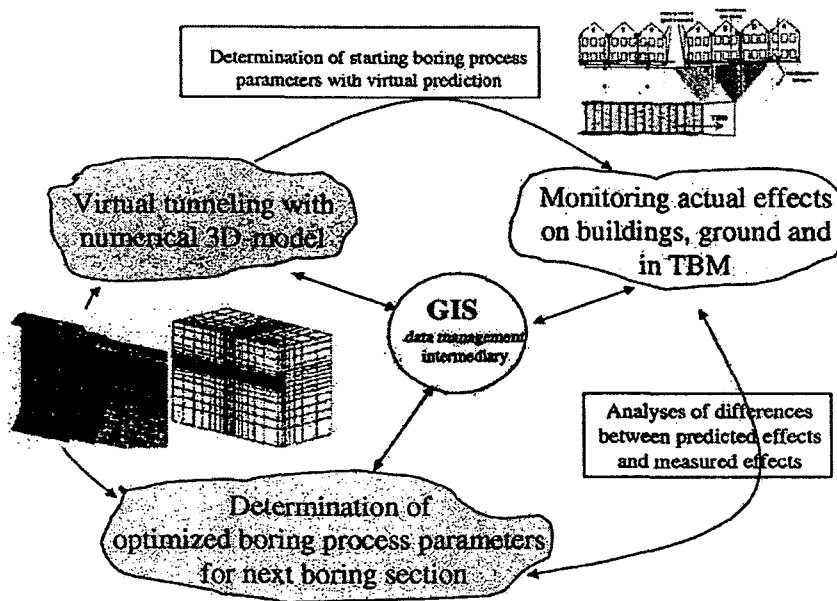 Determination of starting boring process
parameters with virtual prediction
TBM
Virtual tunneling with
numerical 3D-model
Monitoring actual effects
on buildings, ground and
in TBM
GIS
data management
intermediary
Analyses of differences
between predicted effects
and measured effects
Determination of
optimized boring process parameters
for next boring section